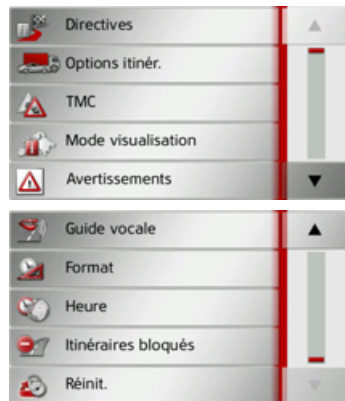 Directives
Options itinér.
TMC
Mode visualisation
Avertissements
Guide vocale
Format
Heure
Itinéraires bloqués
Réinit.